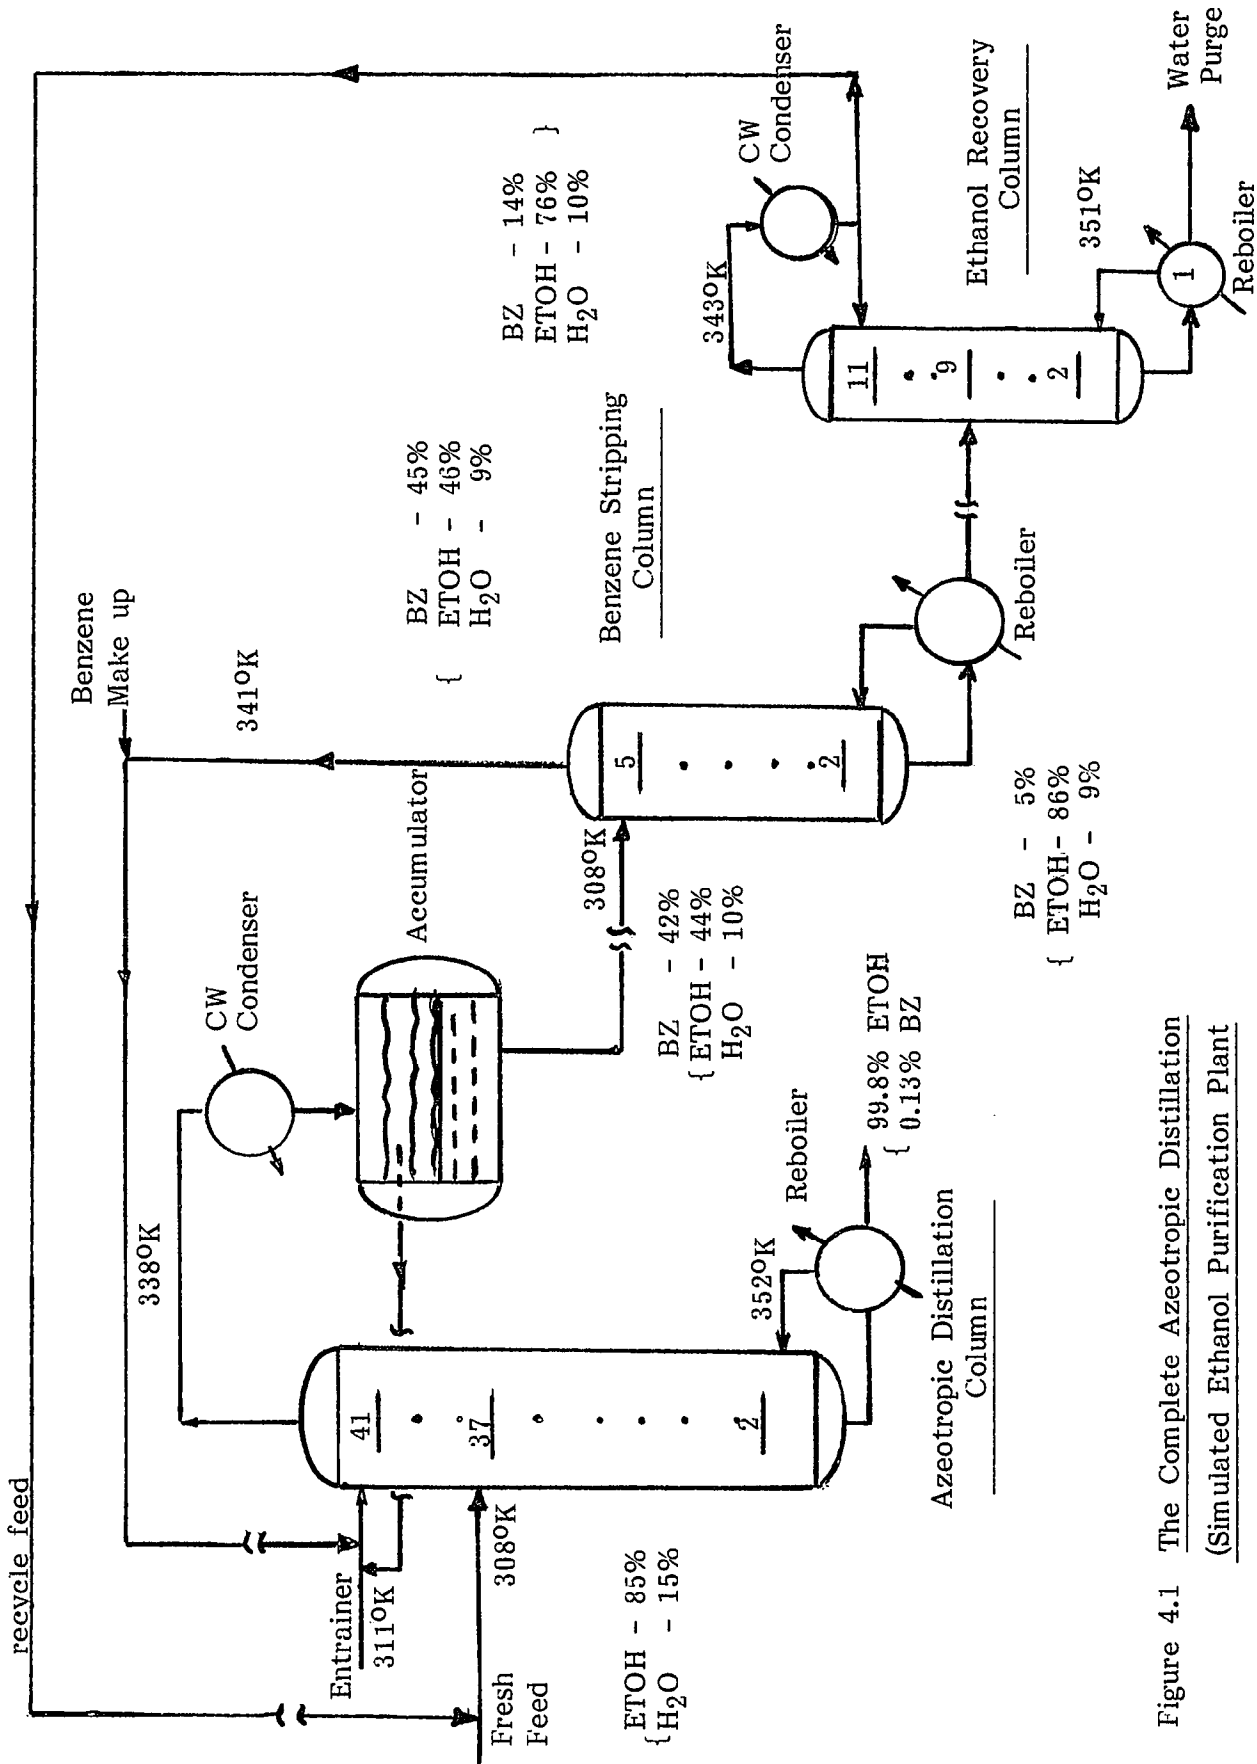 recycle feed
Benzene
Make up
341°K
338°K
CW
Condenser
Accumulator
Entrainer
311°K
Fresh
Feed
308°K
{ ETOH - 85%
H₂O - 15%
41
37
2
352°K
Reboiler
{ 99.8% ETOH
0.13% BZ
Azeotropic Distillation
Column
308°K
BZ - 42%
{ ETOH - 44%
H₂O - 10%
5
2
Benzene Stripping
Column
BZ - 45%
{ ETOH - 46%
H₂O - 9%
Reboiler
BZ - 5%
{ ETOH - 86%
H₂O - 9%
BZ - 14%
ETOH - 76% }
H₂O - 10%
343°K
CW
Condenser
11
9
2
Ethanol Recovery
Column
351°K
1
Reboiler
Water
Purge
Figure 4.1 The Complete Azeotropic Distillation
(Simulated Ethanol Purification Plant